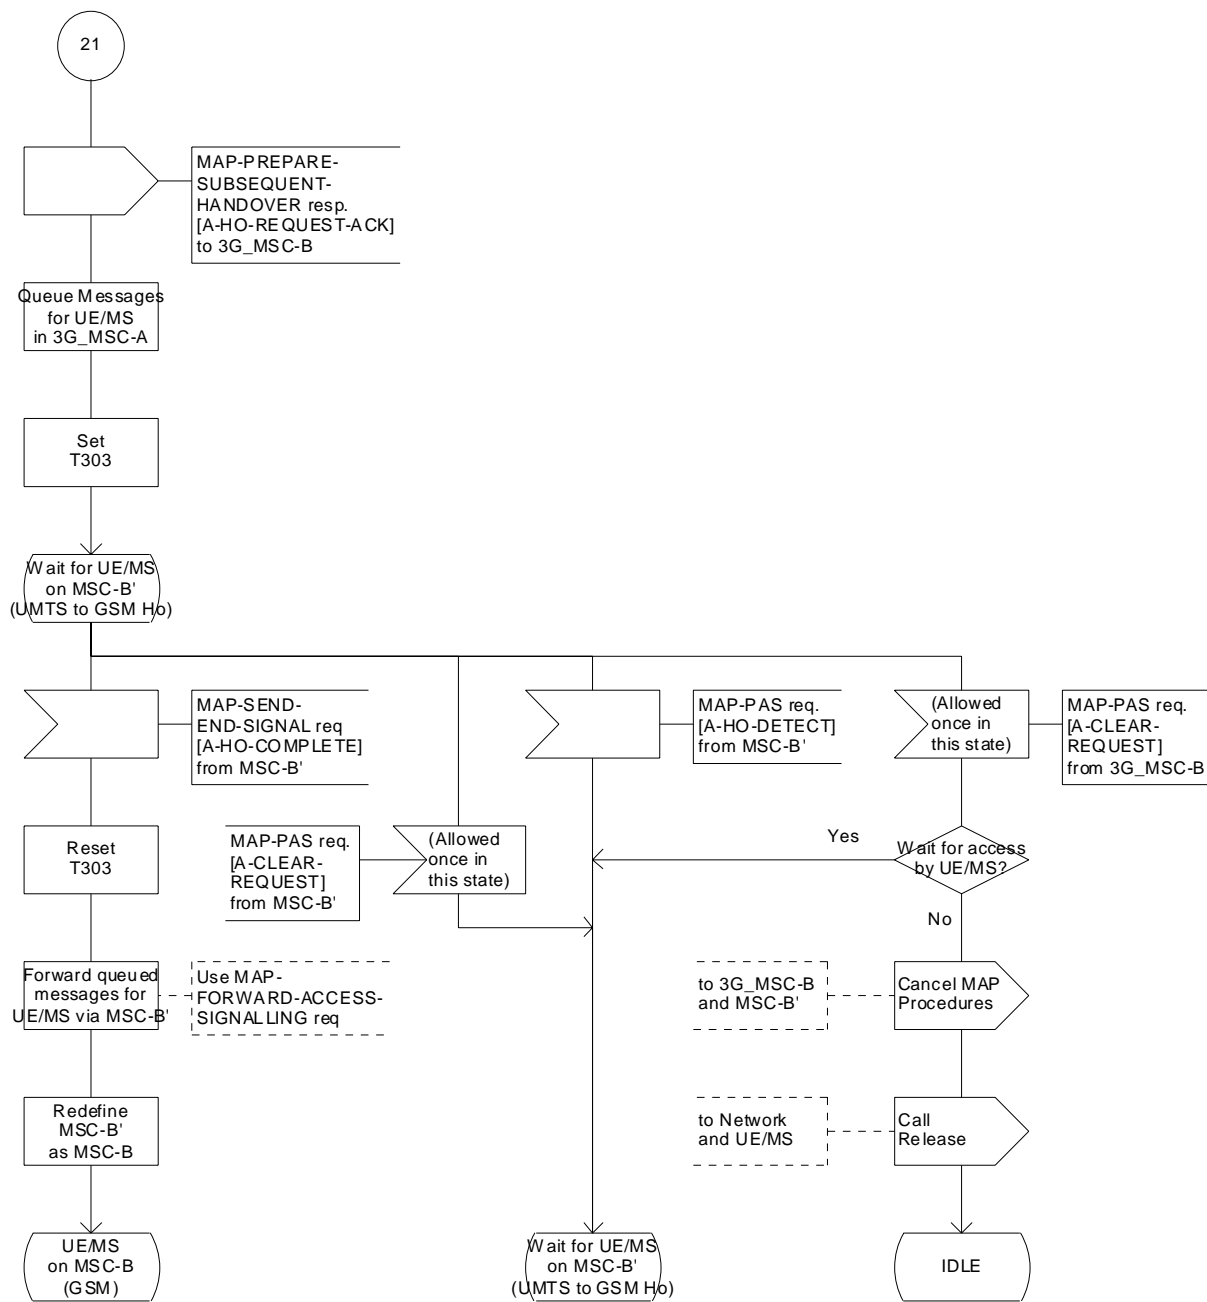 21
MAP-PREPARE-
SUBSEQUENT-
HANDOVER resp.
[A-HO-REQUEST-ACK]
to 3G_MSC-B
Queue Messages
for UE/MS
in 3G_MSC-A
Set
T303
Wait for UE/MS
on MSC-B'
(UMTS to GSM Ho)
MAP-SEND-
END-SIGNAL req
[A-HO-COMPLETE]
from MSC-B'
MAP-PAS req.
[A-HO-DETECT]
from MSC-B'
(Allowed
once in
this state)
MAP-PAS req.
[A-CLEAR-
REQUEST]
from 3G_MSC-B
Reset
T303
MAP-PAS req.
[A-CLEAR-
REQUEST]
from MSC-B'
(Allowed
once in
this state)
Yes
Wait for access
by UE/MS?
No
Forward queued
messages for
UE/MS via MSC-B'
Use MAP-
FORWARD-ACCESS-
SIGNALLING req
to 3G_MSC-B
and MSC-B'
Cancel MAP
Procedures
Redefine
MSC-B'
as MSC-B
to Network
and UE/MS
Call
Release
UE/MS
on MSC-B
(GSM)
Wait for UE/MS
on MSC-B'
(UMTS to GSM Ho)
IDLE